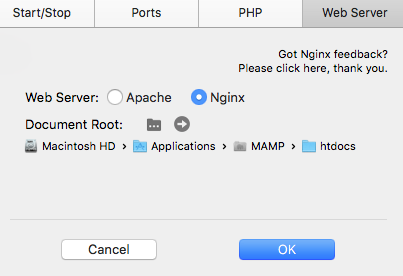 Start/Stop Ports PHP Web Server
Got Nginx feedback?
Please click here, thank you.
Web Server: Apache Nginx
Document Root:
Macintosh HD › Applications › MAMP › htdocs
Cancel OK